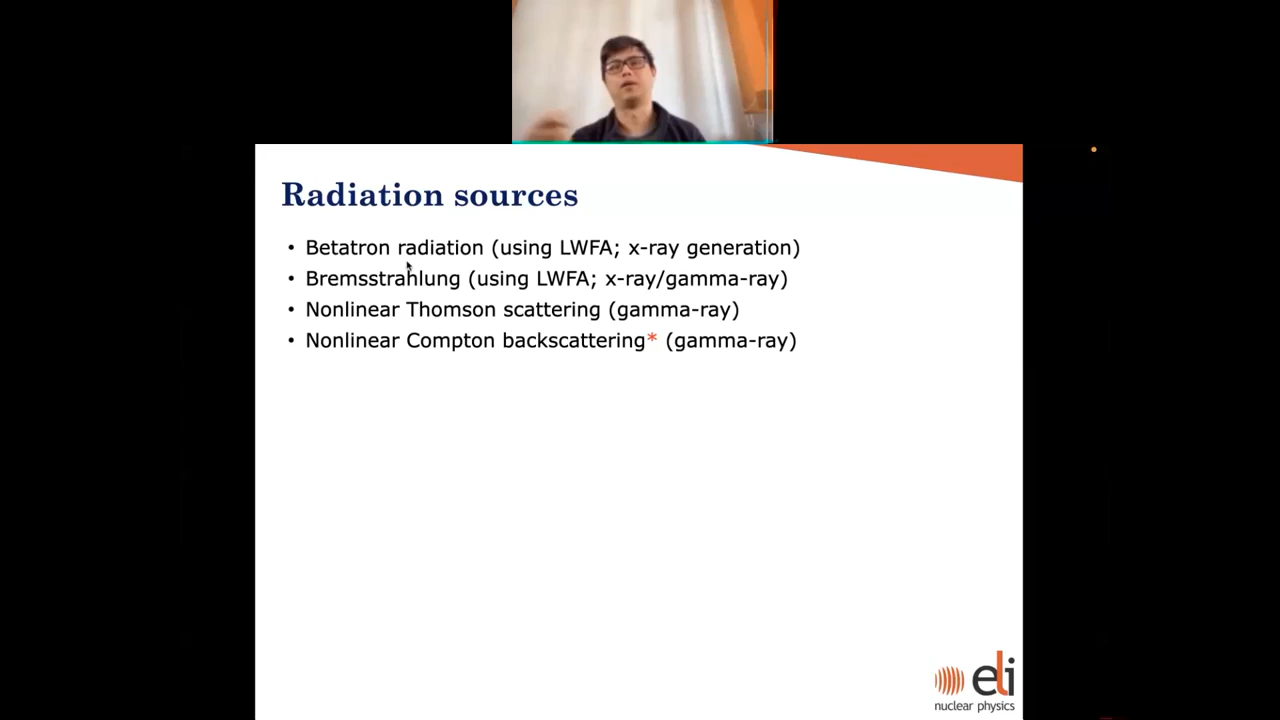 Radiation sources
• Betatron radiation (using LWFA; x-ray generation)
• Bremsstrahlung (using LWFA; x-ray/gamma-ray)
• Nonlinear Thomson scattering (gamma-ray)
• Nonlinear Compton backscattering* (gamma-ray)
eli
nuclear physics